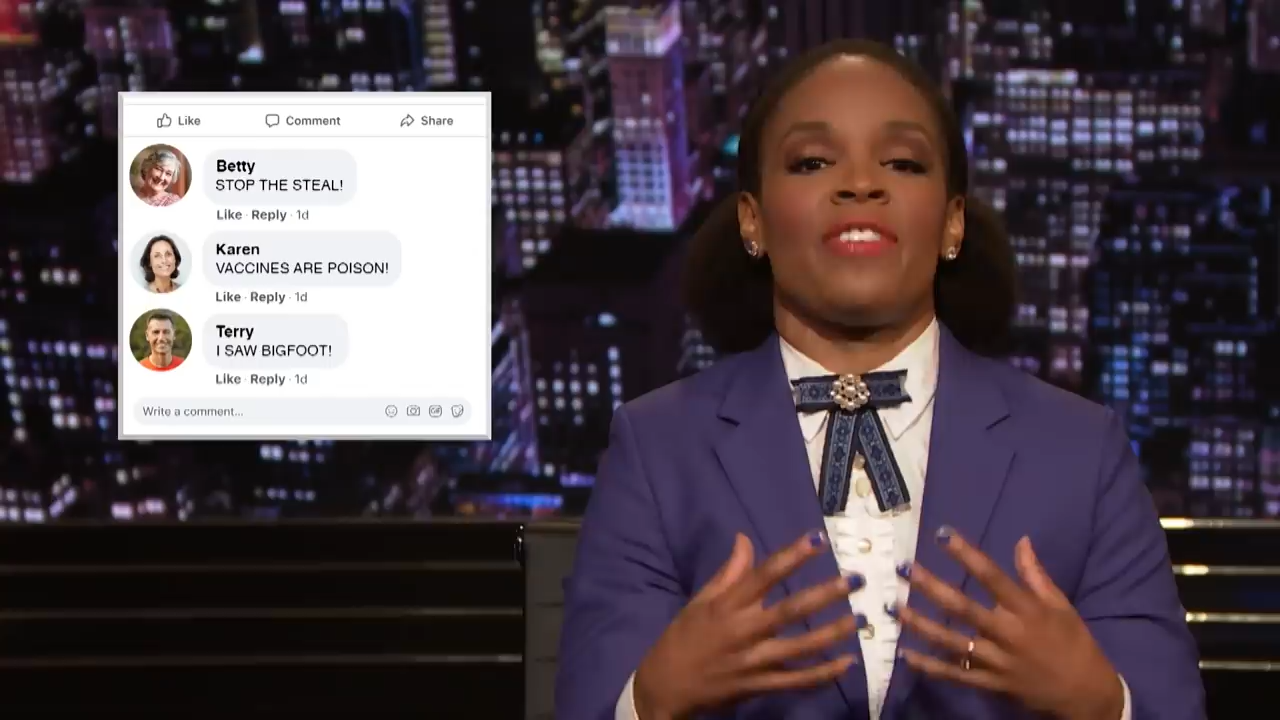 Like Comment Share
Betty
STOP THE STEAL!
Like · Reply · 1d
Karen
VACCINES ARE POISON!
Like · Reply · 1d
Terry
I SAW BIGFOOT!
Like · Reply · 1d
Write a comment...
GIF